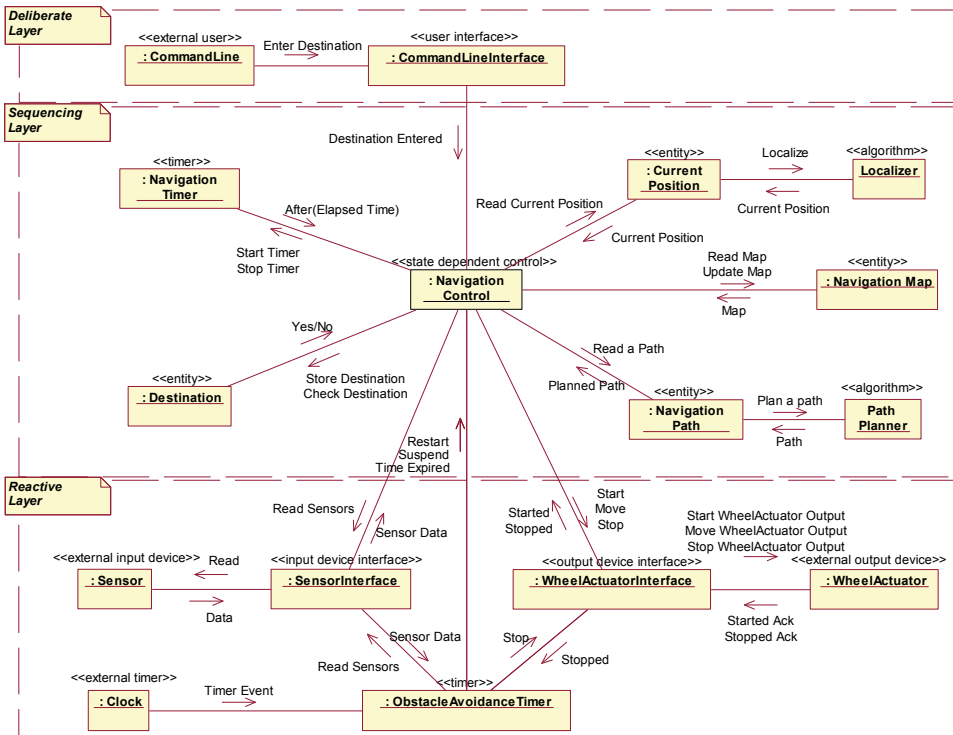 Deliberate
Layer
<<external user>>
: CommandLine
Enter Destination
<<user interface>>
: CommandLineInterface
Sequencing
Layer
Destination Entered
<<timer>>
: Navigation
Timer
After(Elapsed Time)
Start Timer
Stop Timer
<<entity>>
: Current
Position
Localize
Current Position
<<algorithm>>
Localizer
Read Current Position
Current Position
<<state dependent control>>
: Navigation
Control
Read Map
Update Map
Map
<<entity>>
: Navigation Map
Yes/No
Store Destination
Check Destination
<<entity>>
: Destination
Read a Path
Planned Path
<<entity>>
: Navigation
Path
Plan a path
Path
<<algorithm>>
Path
Planner
Restart
Suspend
Time Expired
Reactive
Layer
Read Sensors
Sensor Data
Started
Stopped
Start
Move
Stop
Start WheelActuator Output
Move WheelActuator Output
Stop WheelActuator Output
<<external input device>>
: Sensor
Read
Data
<<input device interface>>
: SensorInterface
<<output device interface>>
: WheelActuatorInterface
<<external output device>>
: WheelActuator
Started Ack
Stopped Ack
Sensor Data
Read Sensors
Stop
Stopped
<<external timer>>
: Clock
Timer Event
<<timer>>
: ObstacleAvoidanceTimer